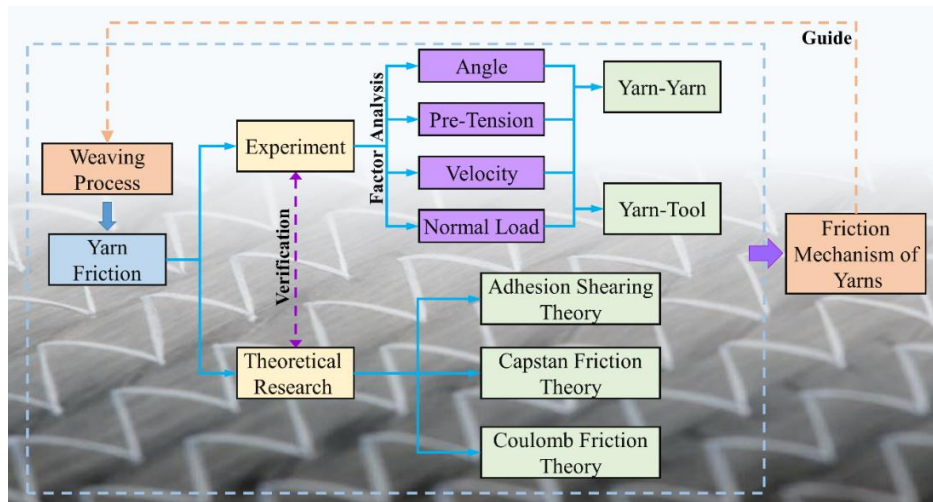 Guide
Weaving
Process
Yarn
Friction
Experiment
Verification
Theoretical
Research
Factor Analysis
Angle
Pre-Tension
Velocity
Normal Load
Yarn-Yarn
Yarn-Tool
Adhesion Shearing
Theory
Capstan Friction
Theory
Coulomb Friction
Theory
Friction
Mechanism of
Yarns